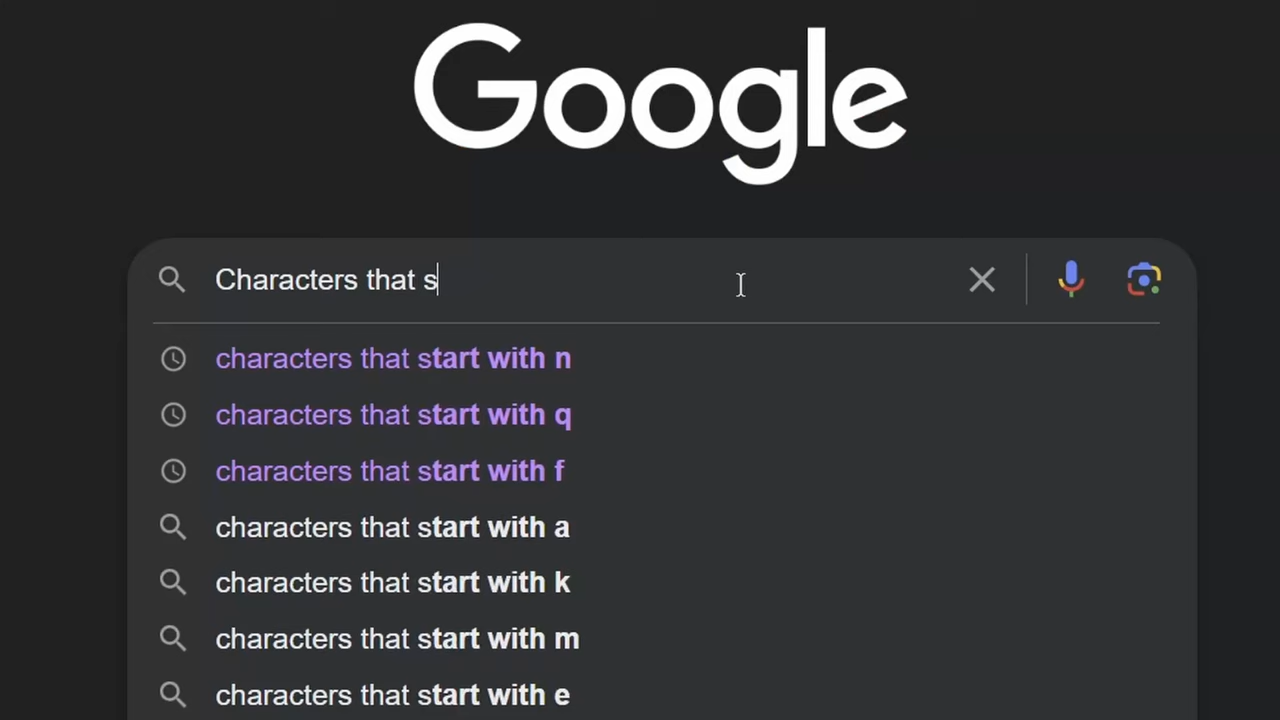 Google
Characters that s
characters that start with n
characters that start with q
characters that start with f
characters that start with a
characters that start with k
characters that start with m
characters that start with e